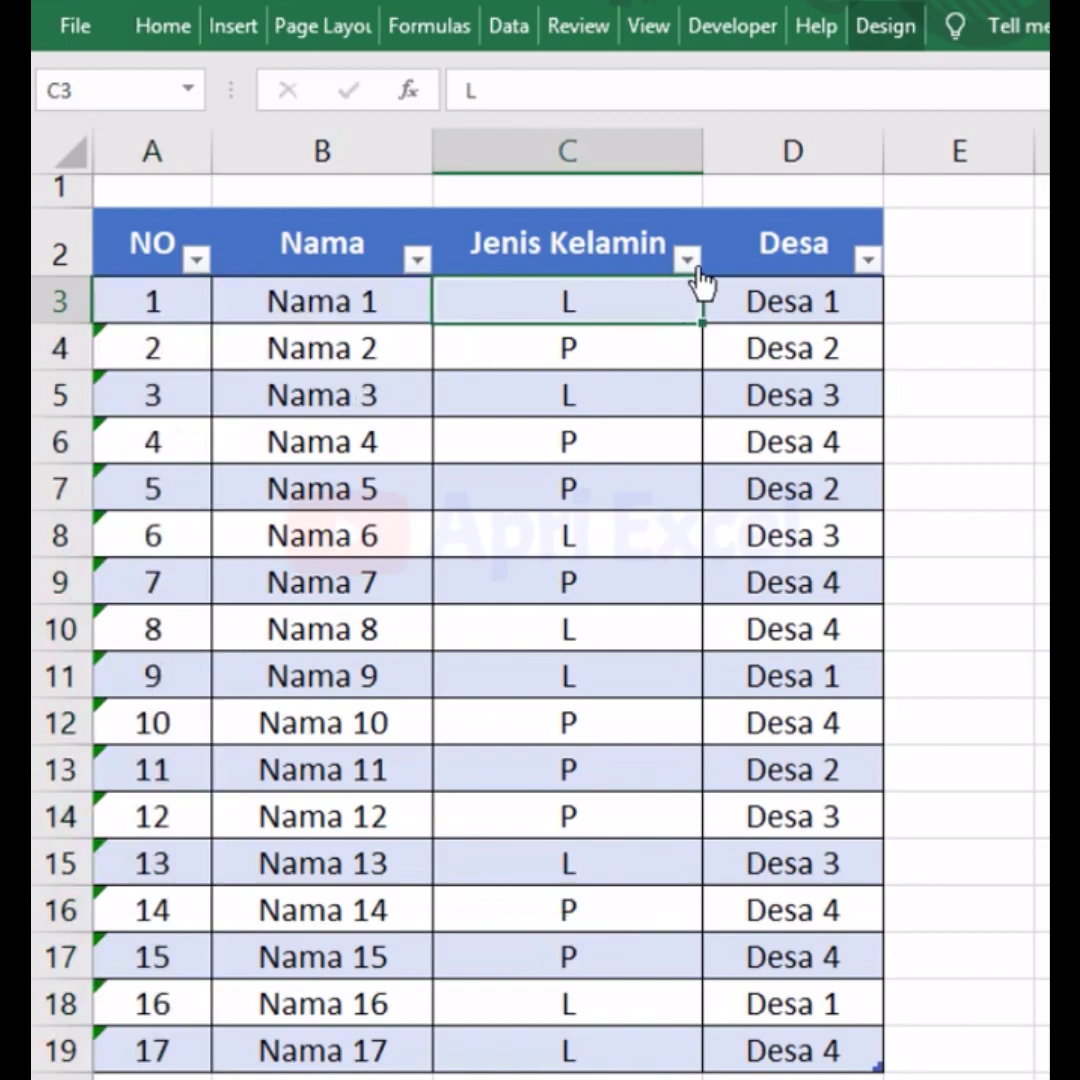 File Home Insert Page Layou Formulas Data Review View Developer Help Design Tell me
C3 fx L
A B C D E
1
2 NO Nama Jenis Kelamin Desa
3 1 Nama 1 L Desa 1
4 2 Nama 2 P Desa 2
5 3 Nama 3 L Desa 3
6 4 Nama 4 P Desa 4
7 5 Nama 5 P Desa 2
Apri Excel
8 6 Nama 6 L Desa 3
9 7 Nama 7 P Desa 4
10 8 Nama 8 L Desa 4
11 9 Nama 9 L Desa 1
12 10 Nama 10 P Desa 4
13 11 Nama 11 P Desa 2
14 12 Nama 12 P Desa 3
15 13 Nama 13 L Desa 3
16 14 Nama 14 P Desa 4
17 15 Nama 15 P Desa 4
18 16 Nama 16 L Desa 1
19 17 Nama 17 L Desa 4